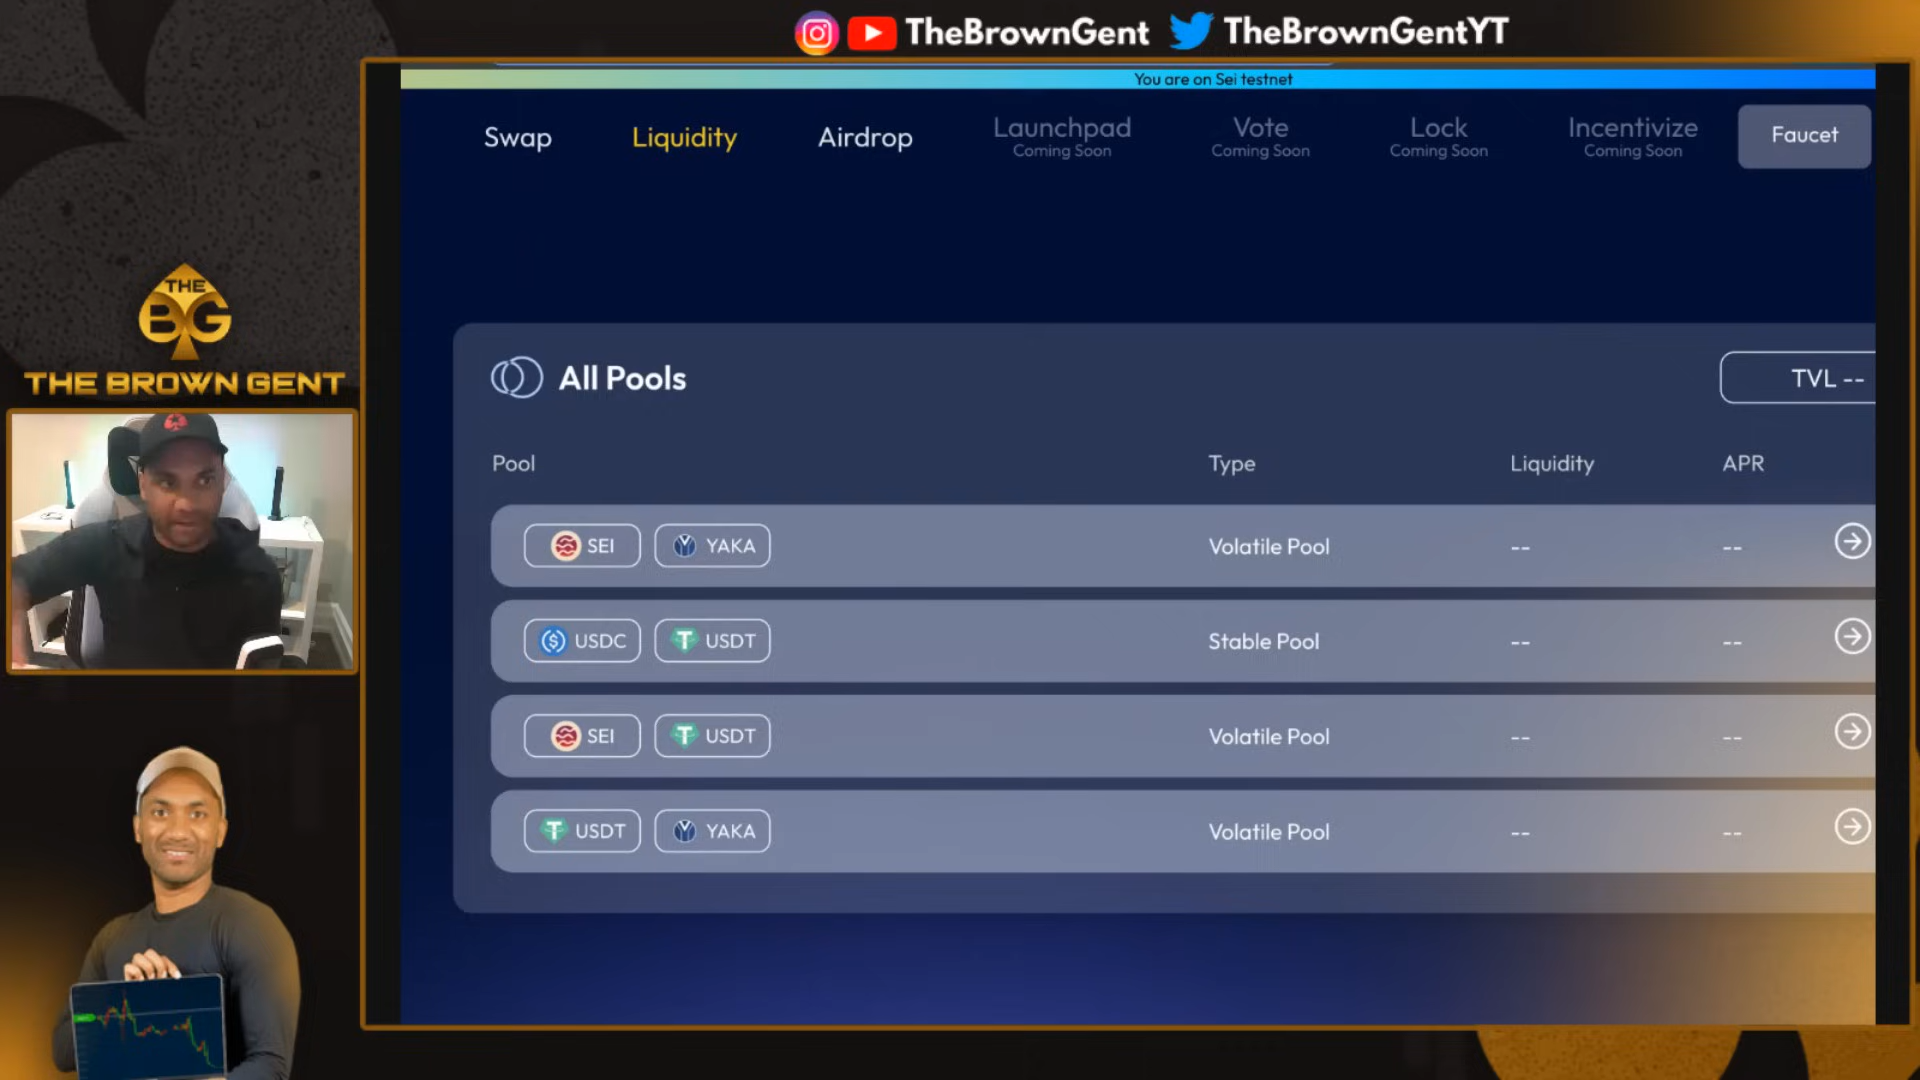 TheBrownGent TheBrownGentYT
You are on Sei testnet
Swap Liquidity Airdrop Launchpad Vote Lock Incentivize Faucet
Coming Soon Coming Soon Coming Soon Coming Soon
THE
BG
THE BROWN GENT
All Pools TVL --
Pool Type Liquidity APR
SEI YAKA Volatile Pool -- --
USDC USDT Stable Pool -- --
SEI USDT Volatile Pool -- --
USDT YAKA Volatile Pool -- --